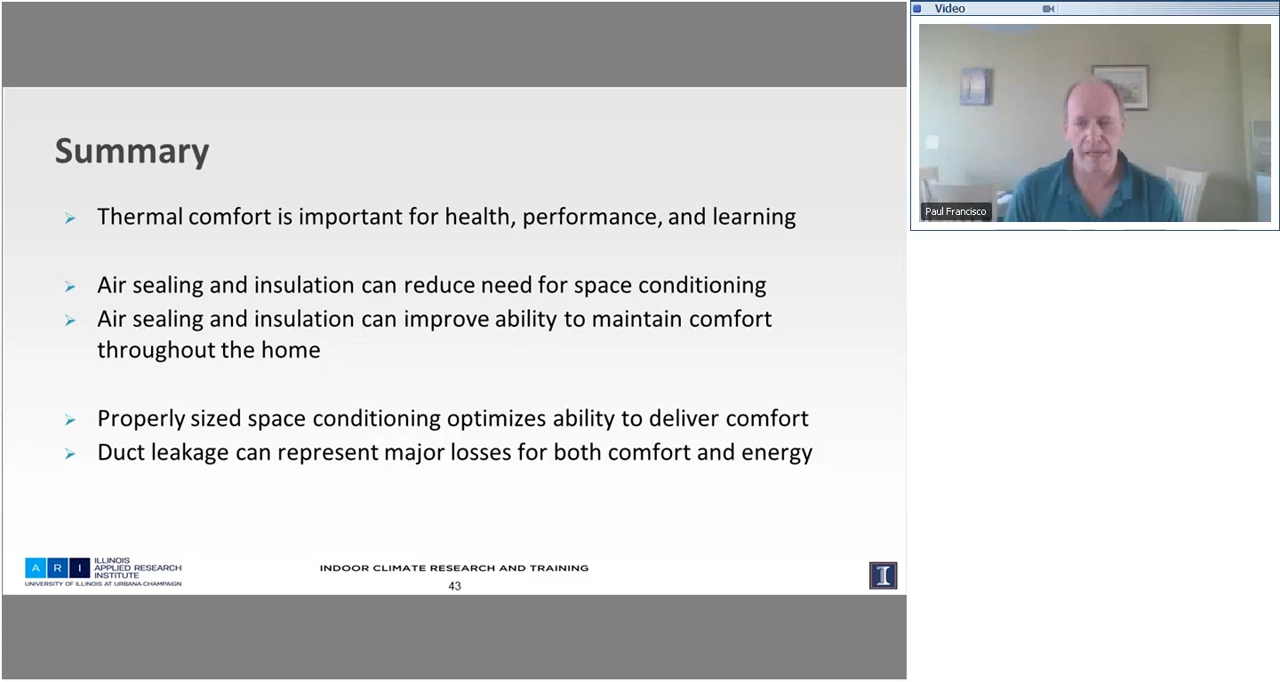 Summary
Thermal comfort is important for health, performance, and learning
Air sealing and insulation can reduce need for space conditioning
Air sealing and insulation can improve ability to maintain comfort
throughout the home
Properly sized space conditioning optimizes ability to deliver comfort
Duct leakage can represent major losses for both comfort and energy
ARI
ILLINOIS
APPLIED RESEARCH
INSTITUTE
UNIVERSITY OF ILLINOIS AT URBANA-CHAMPAIGN
INDOOR CLIMATE RESEARCH AND TRAINING
43
I
Video
Paul Francisco